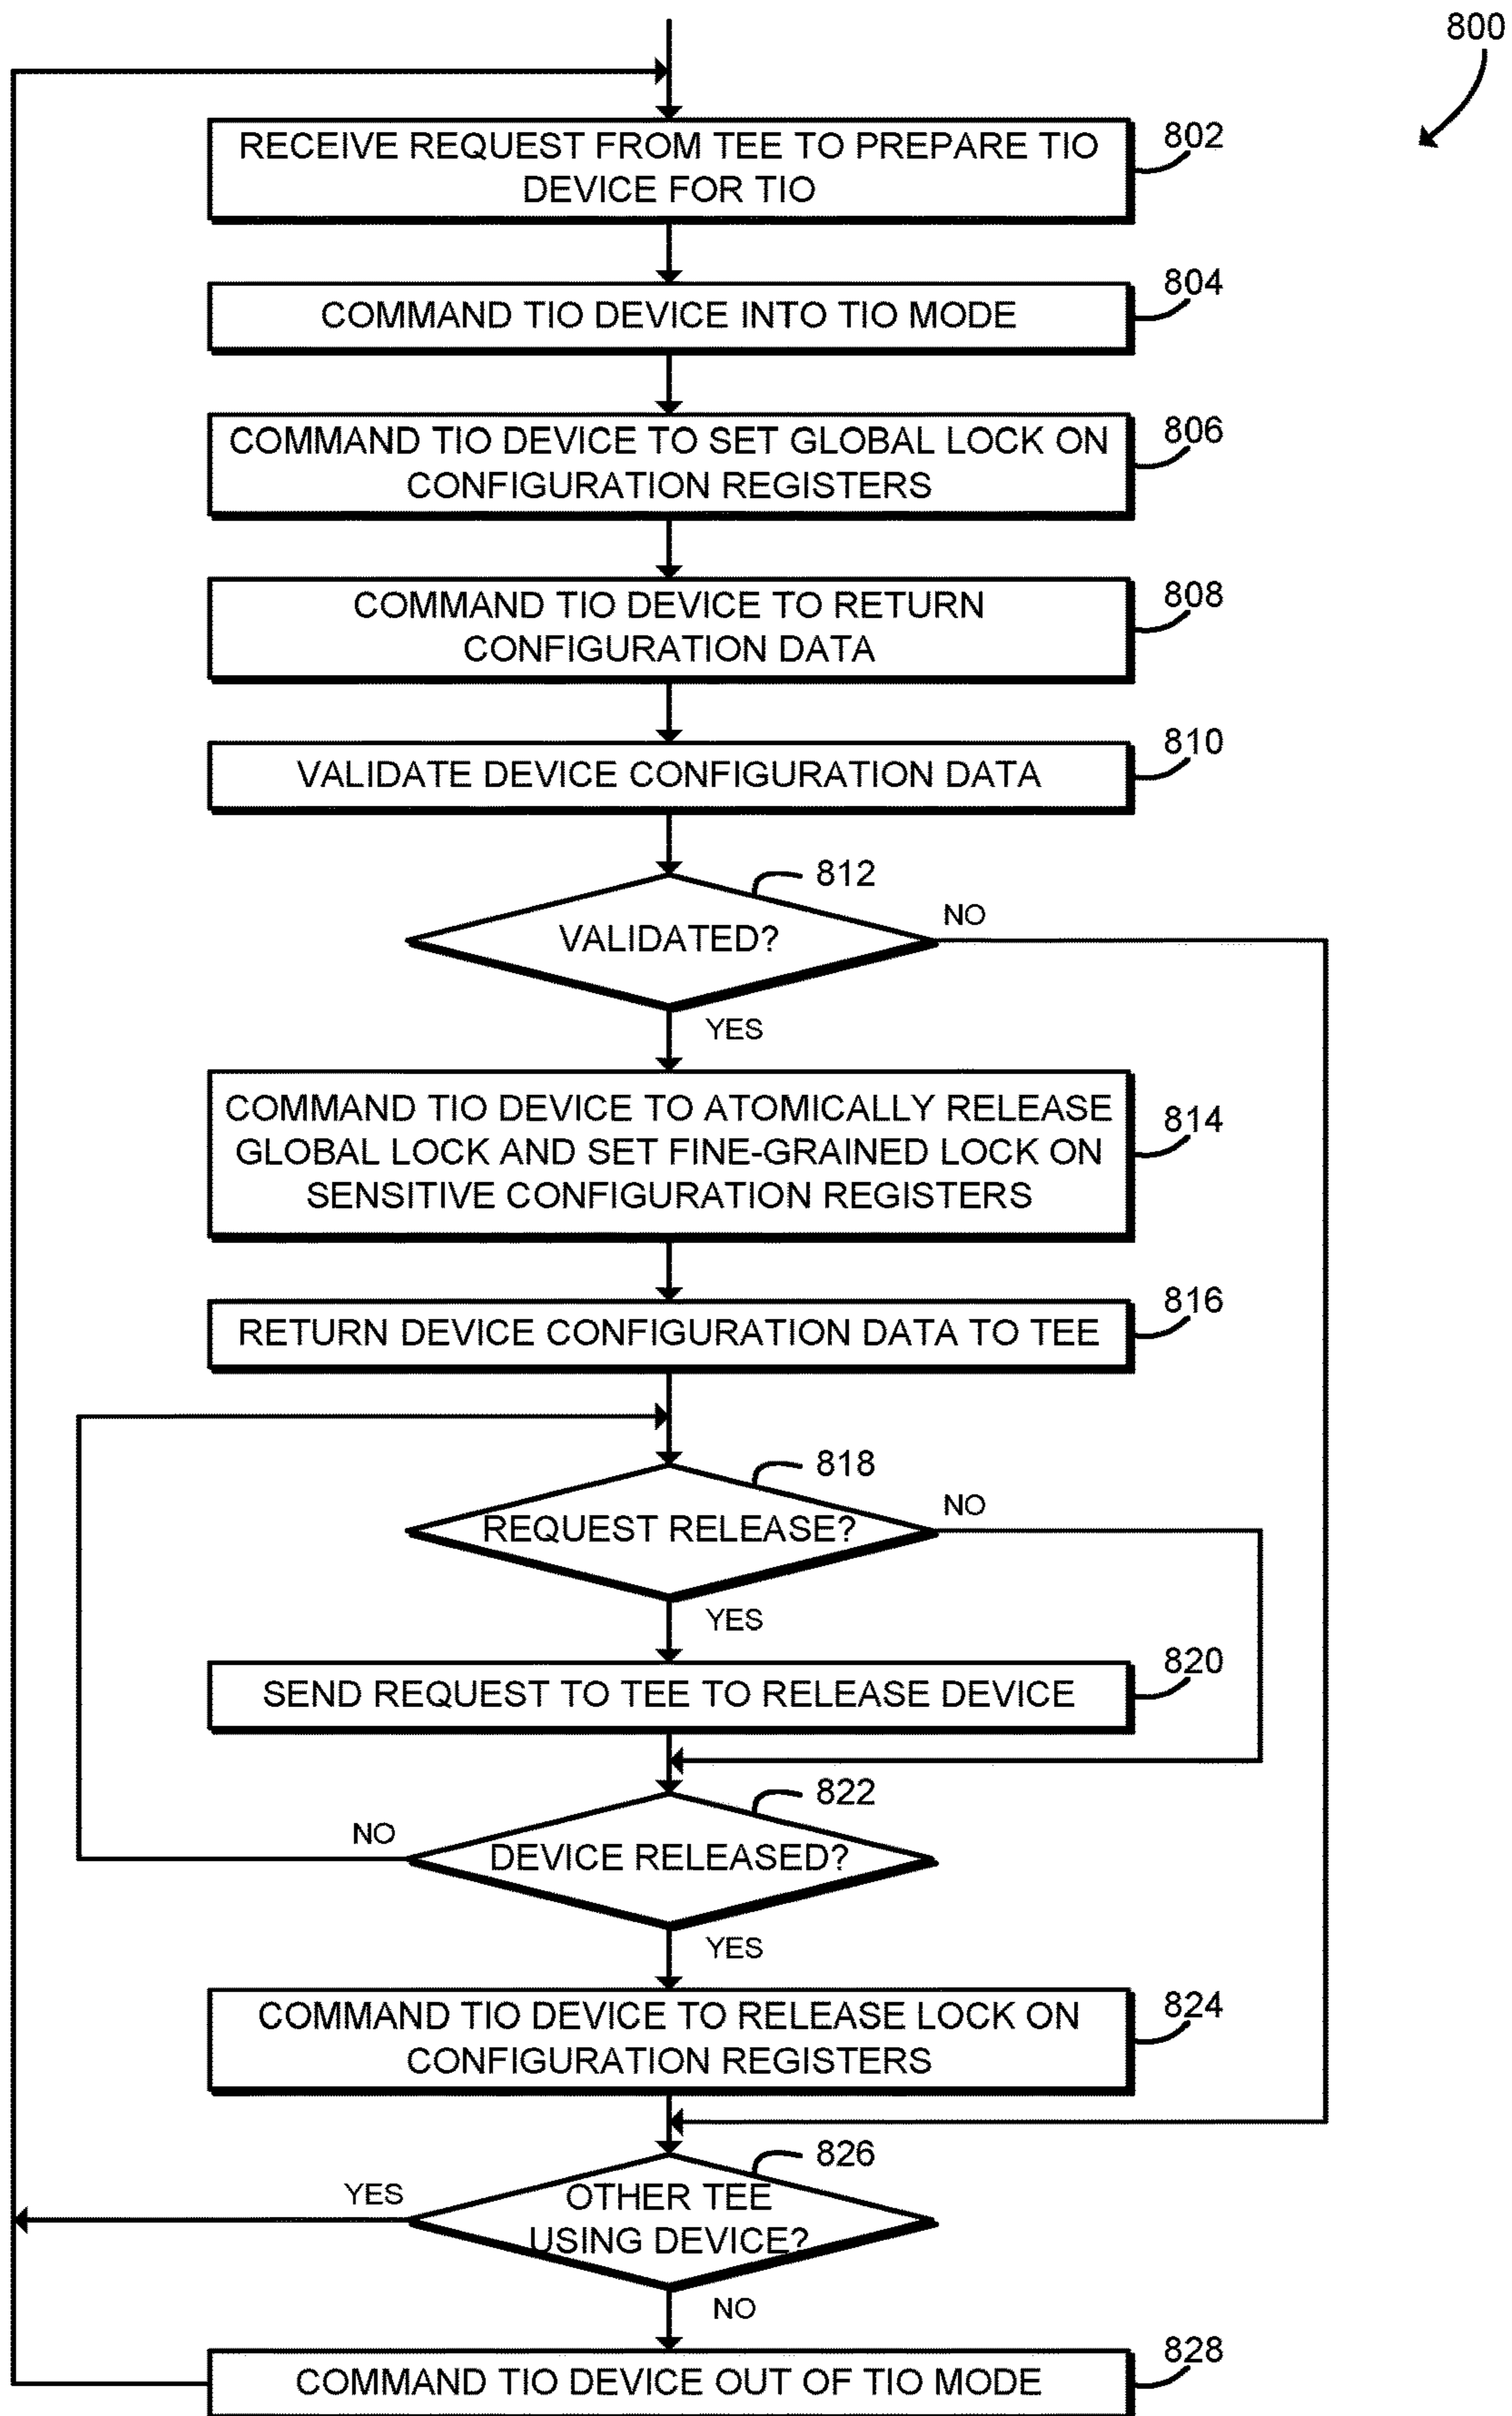 800
RECEIVE REQUEST FROM TEE TO PREPARE TIO
DEVICE FOR TIO
802
COMMAND TIO DEVICE INTO TIO MODE
804
COMMAND TIO DEVICE TO SET GLOBAL LOCK ON
CONFIGURATION REGISTERS
806
COMMAND TIO DEVICE TO RETURN
CONFIGURATION DATA
808
VALIDATE DEVICE CONFIGURATION DATA
810
812
VALIDATED?
NO
YES
COMMAND TIO DEVICE TO ATOMICALLY RELEASE
GLOBAL LOCK AND SET FINE-GRAINED LOCK ON
SENSITIVE CONFIGURATION REGISTERS
814
RETURN DEVICE CONFIGURATION DATA TO TEE
816
818
REQUEST RELEASE?
NO
YES
SEND REQUEST TO TEE TO RELEASE DEVICE
820
822
NO
DEVICE RELEASED?
YES
COMMAND TIO DEVICE TO RELEASE LOCK ON
CONFIGURATION REGISTERS
824
826
YES
OTHER TEE
USING DEVICE?
NO
COMMAND TIO DEVICE OUT OF TIO MODE
828